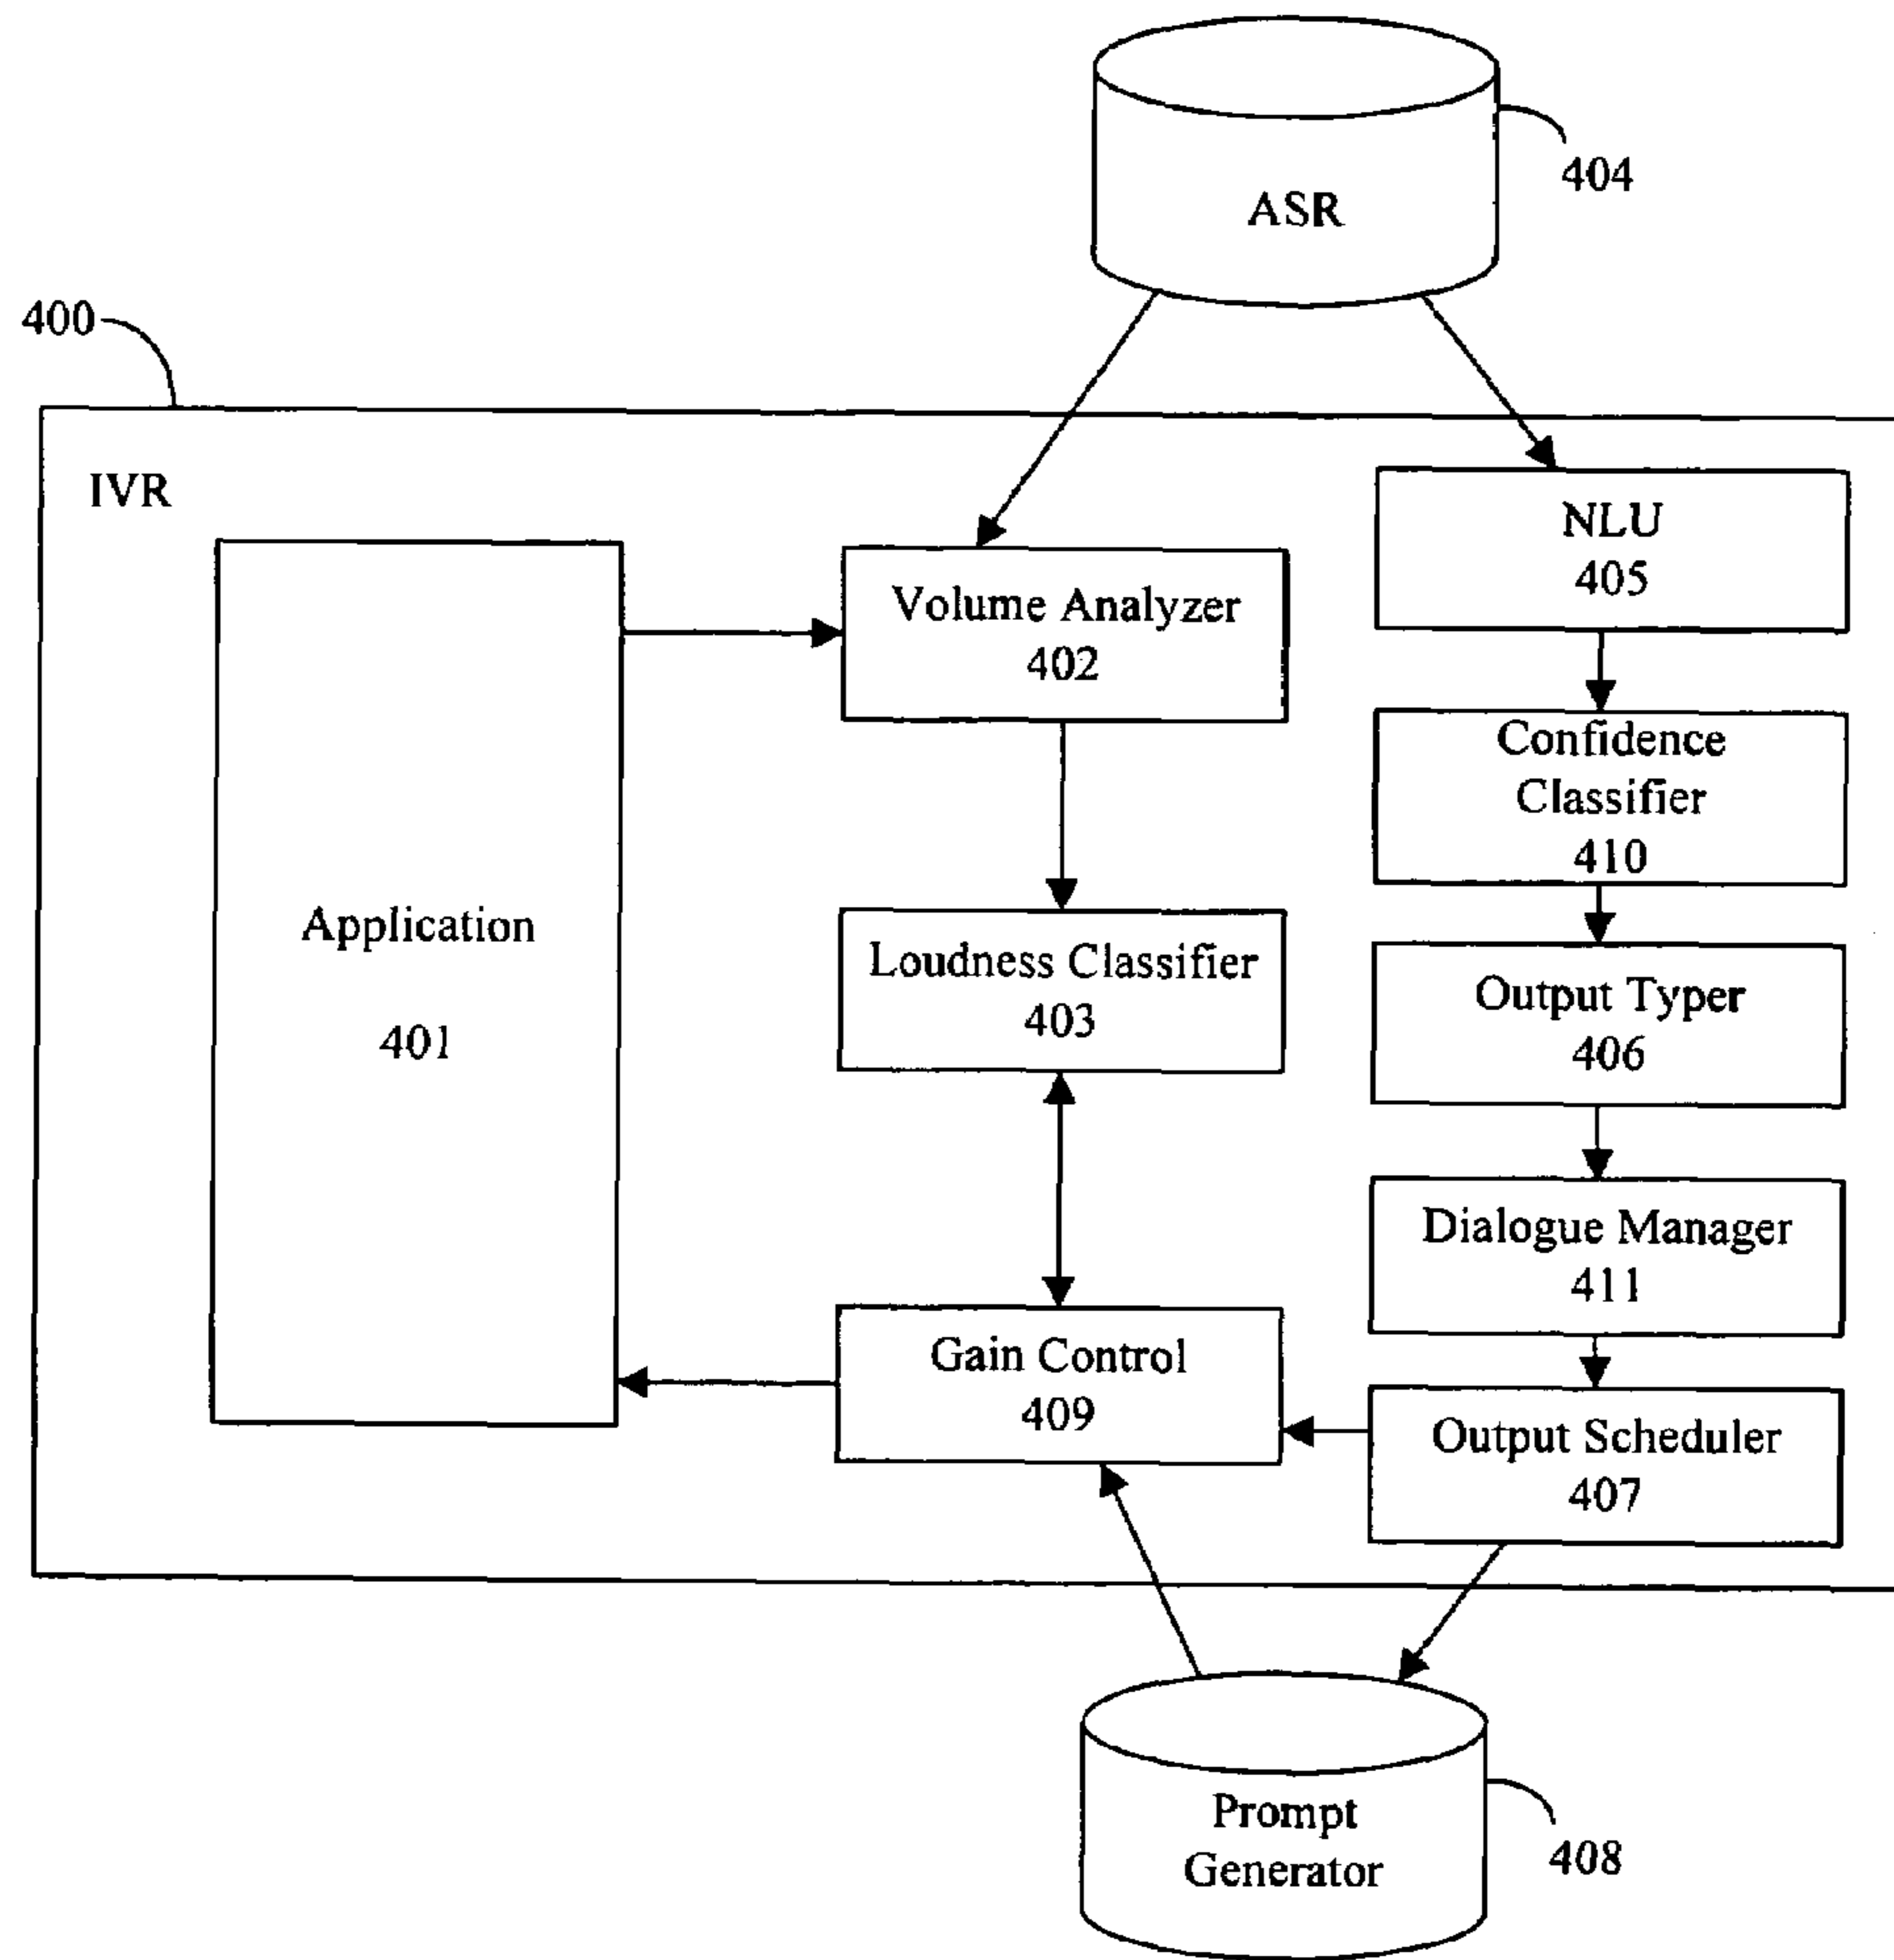 404
ASR
400
IVR
NLU
405
Volume Analyzer
402
Confidence
Classifier
410
Application
401
Loudness Classifier
403
Output Typer
406
Dialogue Manager
411
Gain Control
409
Output Scheduler
407
Prompt
Generator
408